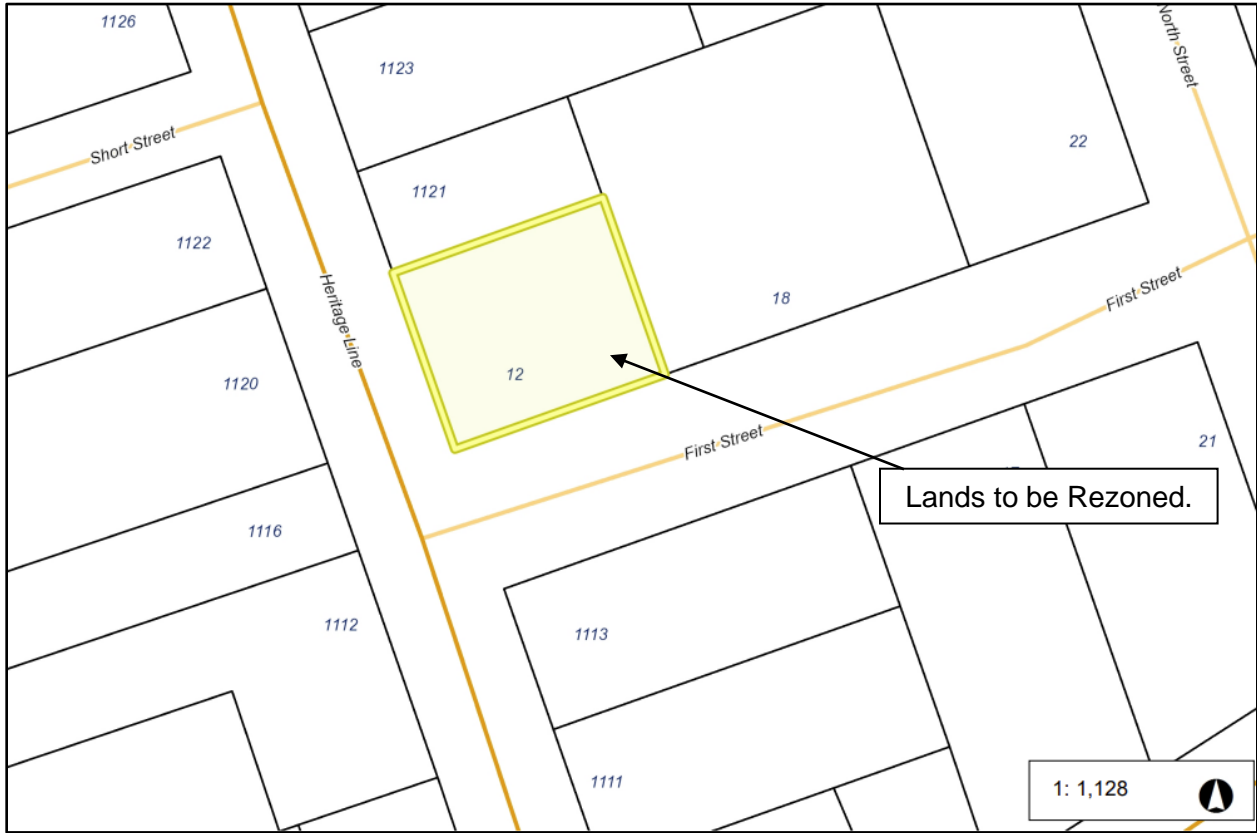 1126
North Street
1123
Short Street
22
1121
1122
Heritage Line
First Street
18
12
1120
First Street
21
Lands to be Rezoned.
1116
1112
1113
1111
1: 1,128